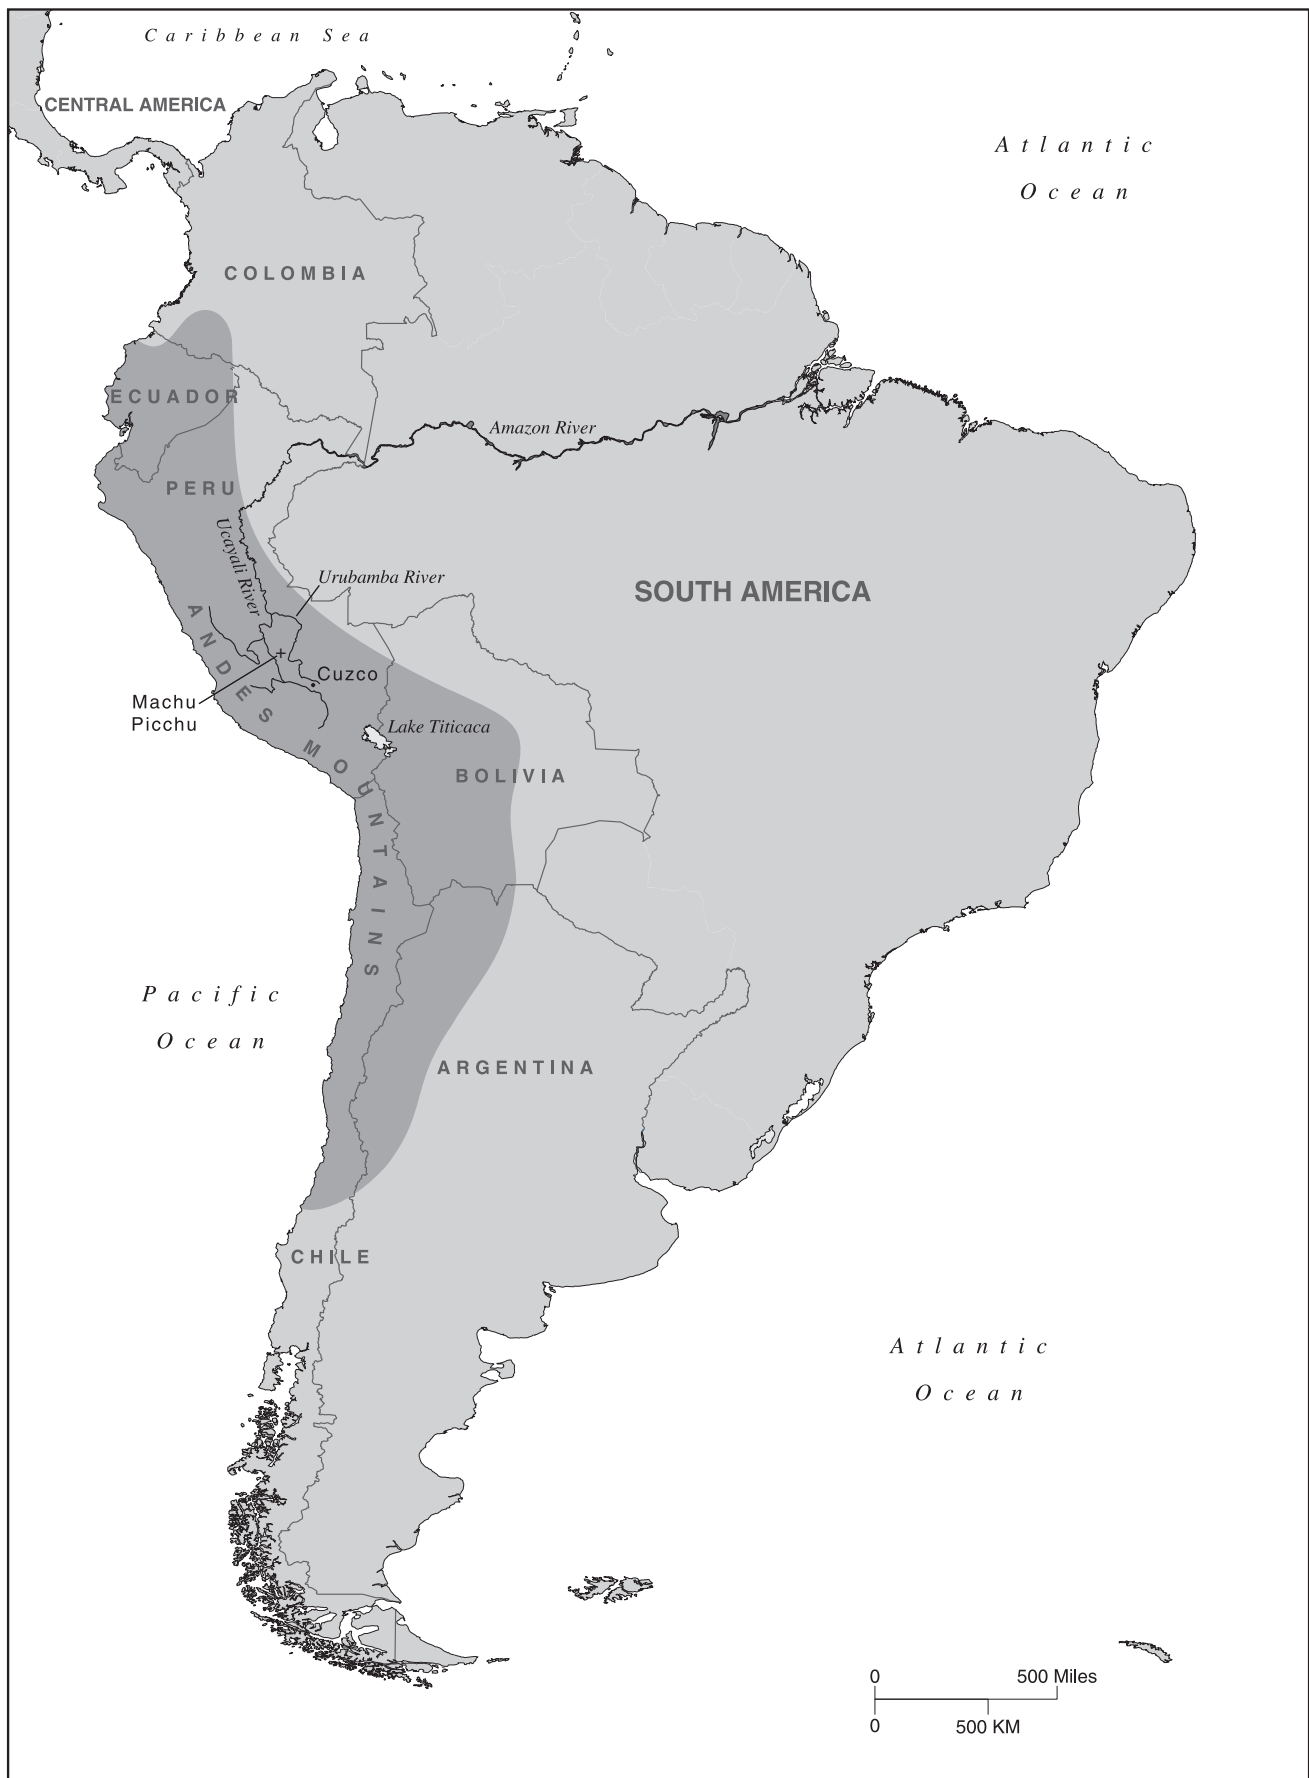 Caribbean Sea
CENTRAL AMERICA
Atlantic
Ocean
COLOMBIA
ECUADOR
Amazon River
PERU
Ucayali River
Urubamba River
SOUTH AMERICA
ANDES MOUNTAINS
Cuzco
Machu
Picchu
Lake Titicaca
BOLIVIA
Pacific
Ocean
ARGENTINA
CHILE
Atlantic
Ocean
0 500 Miles
0 500 KM